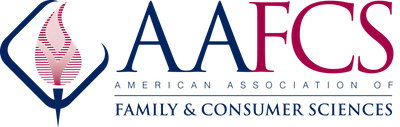 AAFCS
AMERICAN ASSOCIATION OF
FAMILY & CONSUMER SCIENCES